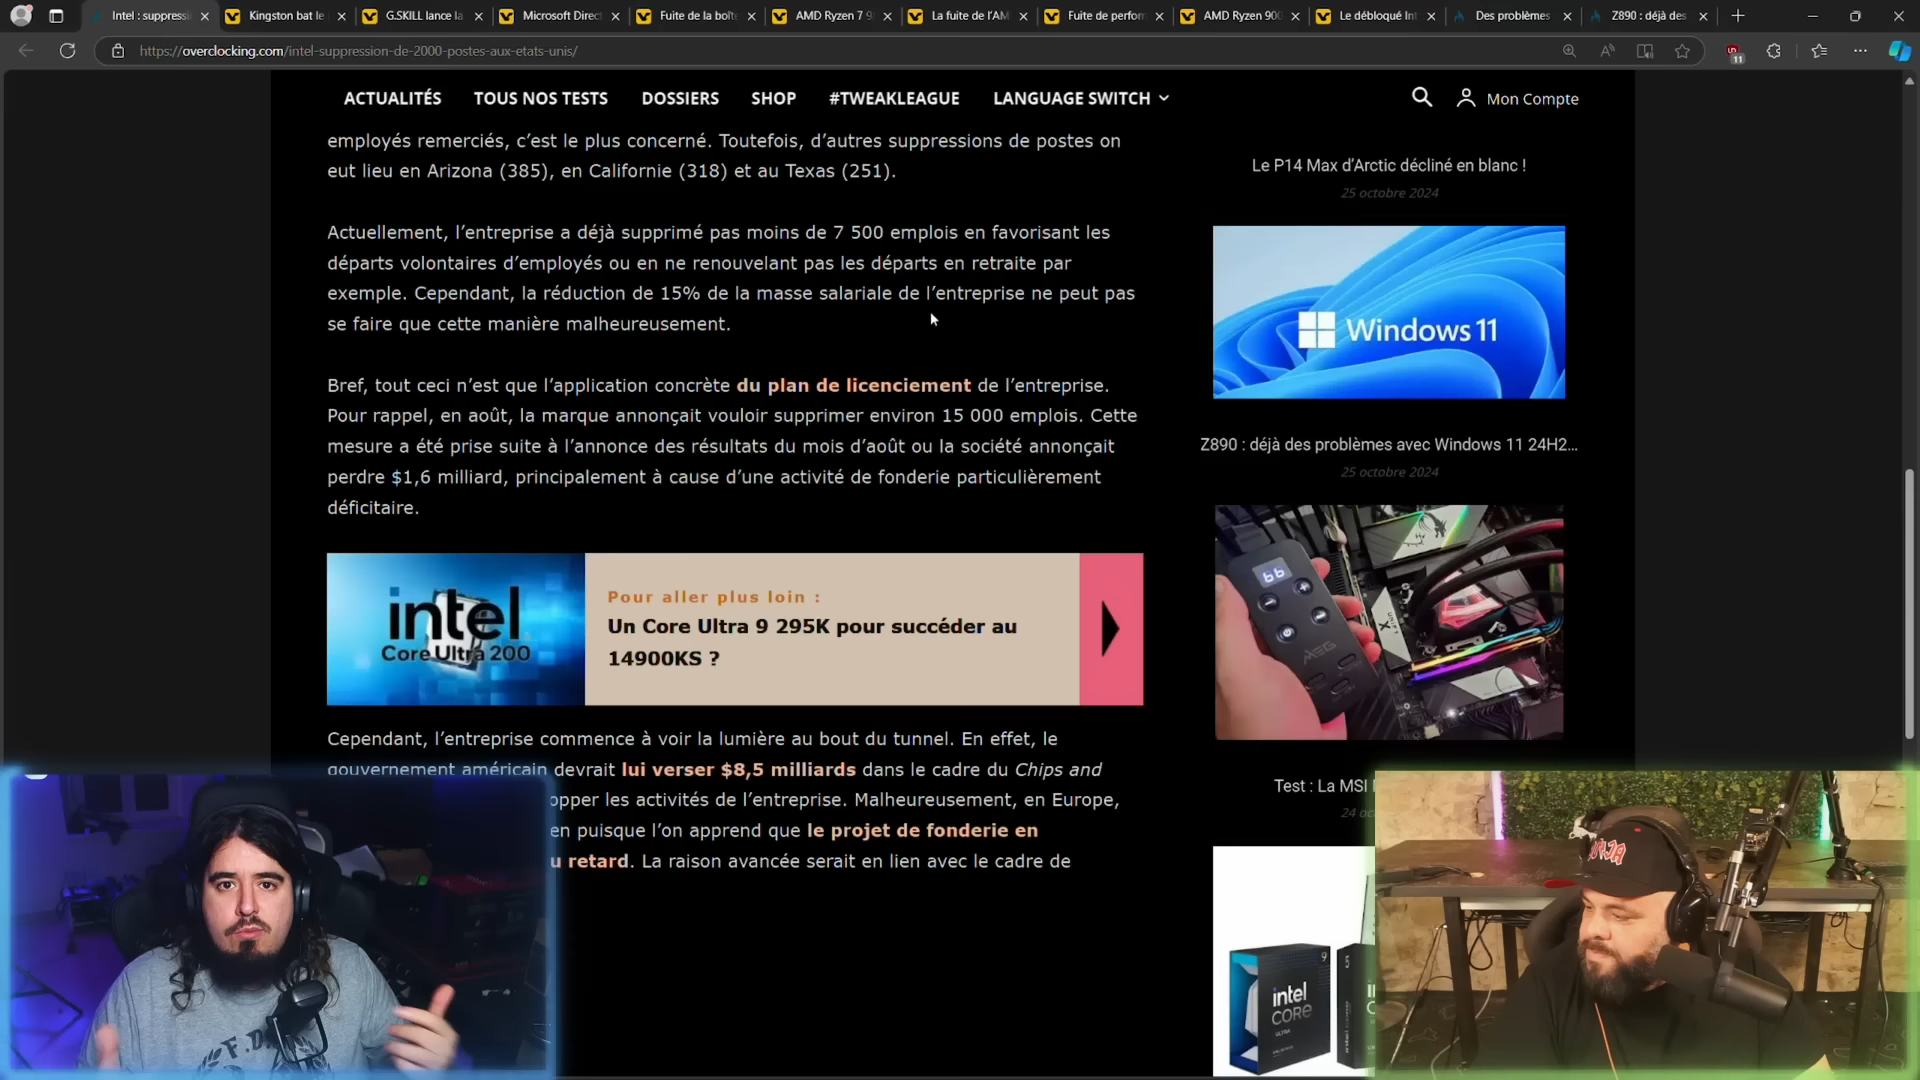 Intel : suppressi
Kingston bat le
G.SKILL lance la
Microsoft Direct
Fuite de la boît
AMD Ryzen 7 9
La fuite de l'AM
Fuite de perfor
AMD Ryzen 900
Le débloqué Int
Des problèmes
Z890 : déjà des
https://overclocking.com/intel-suppression-de-2000-postes-aux-etats-unis/
11
ACTUALITÉS
TOUS NOS TESTS
DOSSIERS
SHOP
#TWEAKLEAGUE
LANGUAGE SWITCH
Mon Compte
employés remerciés, c'est le plus concerné. Toutefois, d'autres suppressions de postes on
eut lieu en Arizona (385), en Californie (318) et au Texas (251).
Actuellement, l'entreprise a déjà supprimé pas moins de 7 500 emplois en favorisant les
départs volontaires d'employés ou en ne renouvelant pas les départs en retraite par
exemple. Cependant, la réduction de 15% de la masse salariale de l'entreprise ne peut pas
se faire que cette manière malheureusement.
Bref, tout ceci n'est que l'application concrète du plan de licenciement de l'entreprise.
Pour rappel, en août, la marque annonçait vouloir supprimer environ 15 000 emplois. Cette
mesure a été prise suite à l'annonce des résultats du mois d'août ou la société annonçait
perdre $1,6 milliard, principalement à cause d'une activité de fonderie particulièrement
déficitaire.
intel
Core Ultra 200
Pour aller plus loin :
Un Core Ultra 9 295K pour succéder au
14900KS ?
Cependant, l'entreprise commence à voir la lumière au bout du tunnel. En effet, le
gouvernement américain devrait lui verser $8,5 milliards dans le cadre du Chips and
opper les activités de l'entreprise. Malheureusement, en Europe,
en puisque l'on apprend que le projet de fonderie en
u retard. La raison avancée serait en lien avec le cadre de
Le P14 Max d'Arctic décliné en blanc !
25 octobre 2024
Windows 11
Z890 : déjà des problèmes avec Windows 11 24H2...
25 octobre 2024
MEG
Test : La MSI
24 oc
intel
CORE
ULTRA
9
5
F.D.